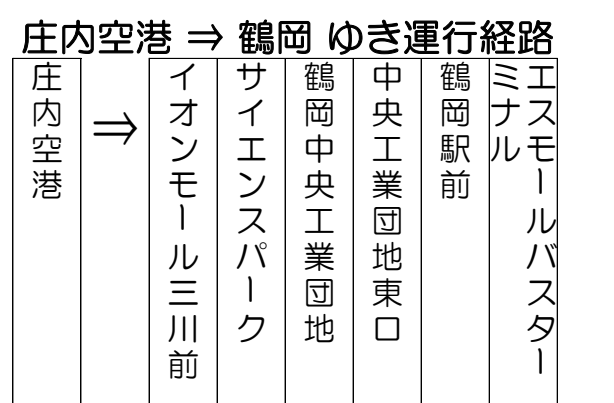 庄内空港 ⇒ 鶴岡 ゆき運行経路
庄内空港
⇒
イオンモール三川前
サイエンスパーク
鶴岡中央工業団地
中央工業団地東口
鶴岡駅前
エスモールバスター
ミナル